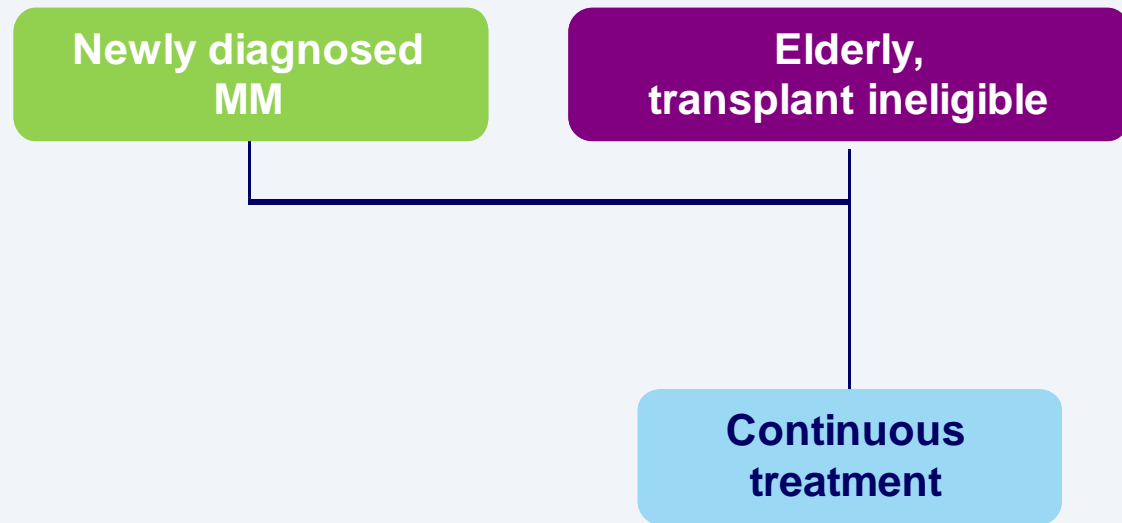 Newly diagnosed
MM
Elderly,
transplant ineligible
Continuous
treatment